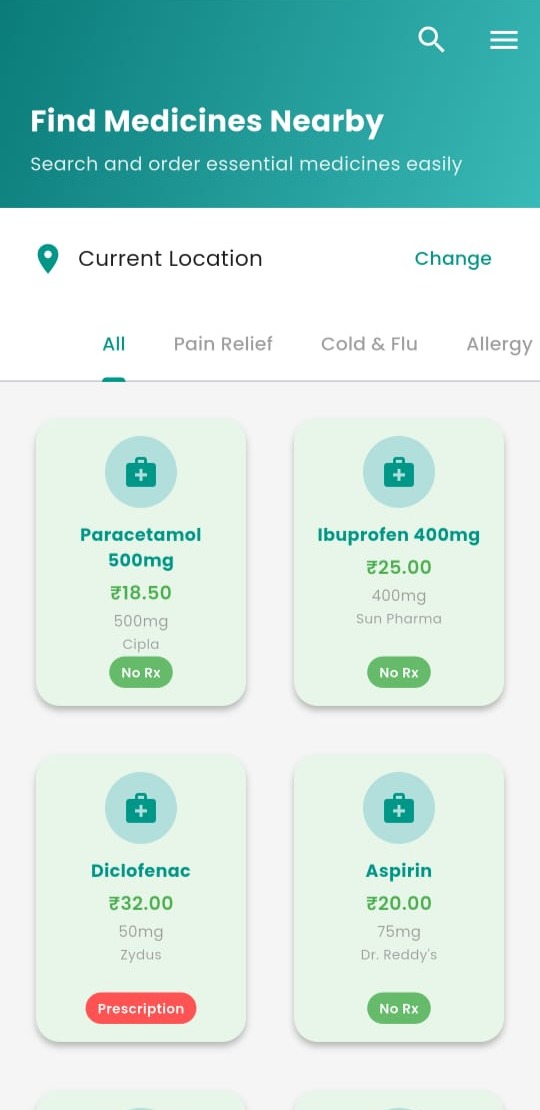 Find Medicines Nearby
Search and order essential medicines easily
Current Location
Change
All
Pain Relief
Cold & Flu
Allergy
Paracetamol
500mg
₹18.50
500mg
Cipla
No Rx
Ibuprofen 400mg
₹25.00
400mg
Sun Pharma
No Rx
Diclofenac
₹32.00
50mg
Zydus
Prescription
Aspirin
₹20.00
75mg
Dr. Reddy's
No Rx